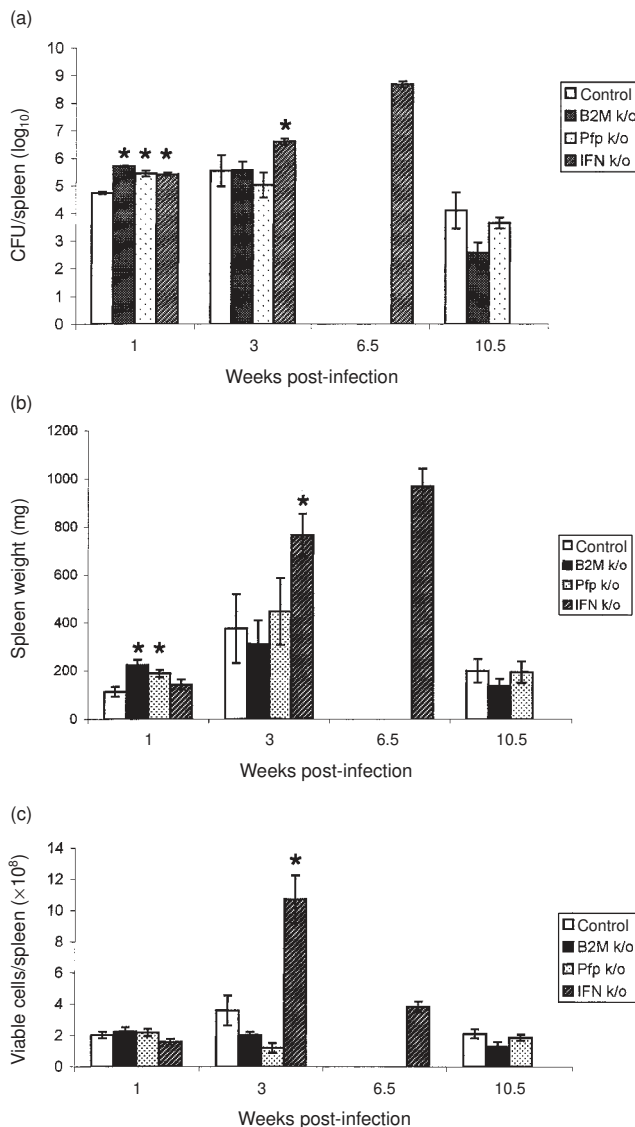 (a)
10
9
8
7
6
5
4
3
2
1
0
CFU/spleen (log10)
* * *
*
1 3 6.5 10.5
Weeks post-infection
Control
B2M k/o
Pfp k/o
IFN k/o
(b)
1200
1000
800
600
400
200
0
Spleen weight (mg)
* *
*
1 3 6.5 10.5
Weeks post-infection
Control
B2M k/o
Pfp k/o
IFN k/o
(c)
14
12
10
8
6
4
2
0
Viable cells/spleen (×10⁸)
*
1 3 6.5 10.5
Weeks post-infection
Control
B2M k/o
Pfp k/o
IFN k/o